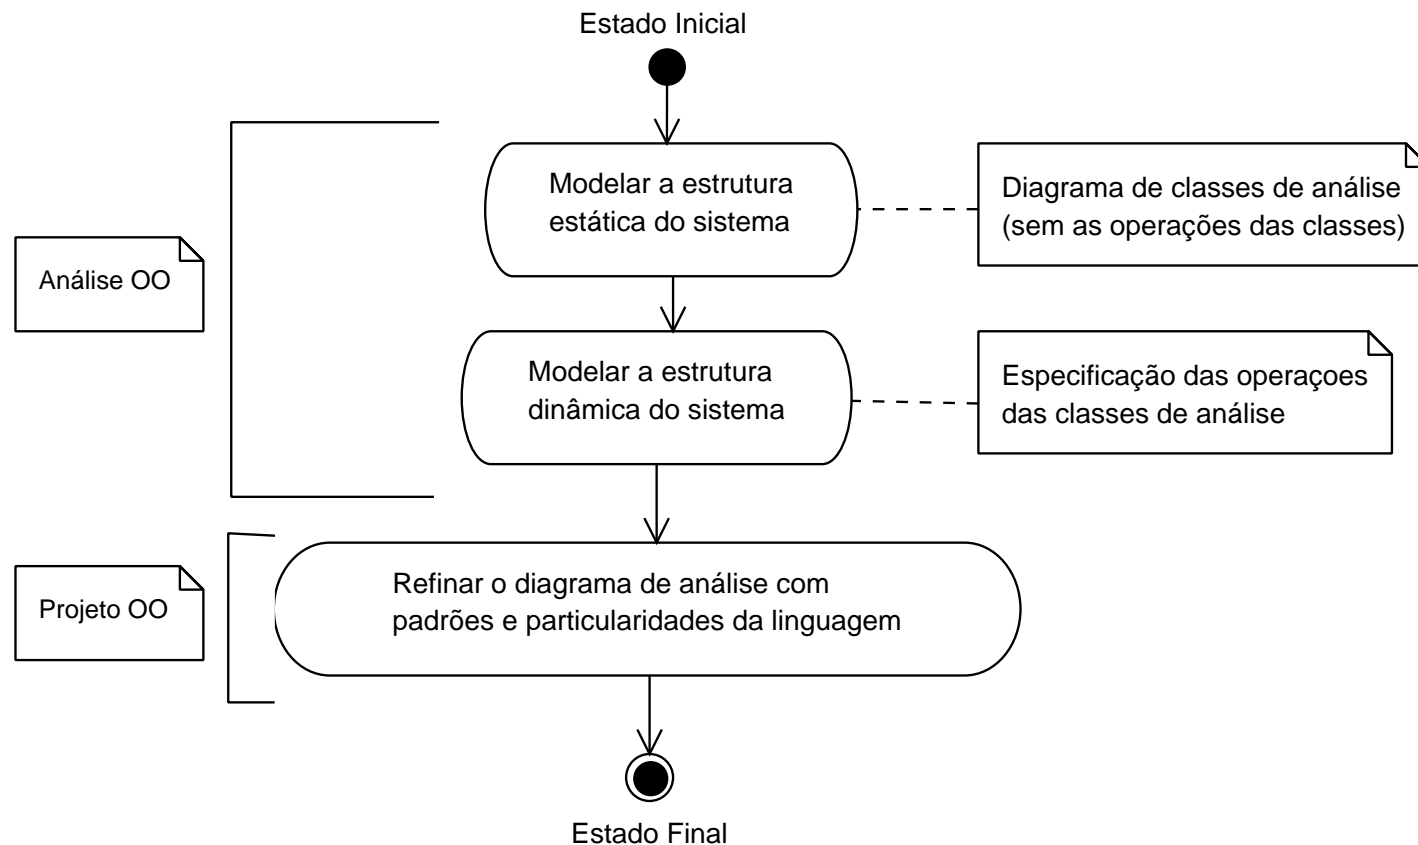 Estado Inicial
Modelar a estrutura
estática do sistema
Diagrama de classes de análise
(sem as operações das classes)
Análise OO
Modelar a estrutura
dinâmica do sistema
Especificação das operaçoes
das classes de análise
Projeto OO
Refinar o diagrama de análise com
padrões e particularidades da linguagem
Estado Final